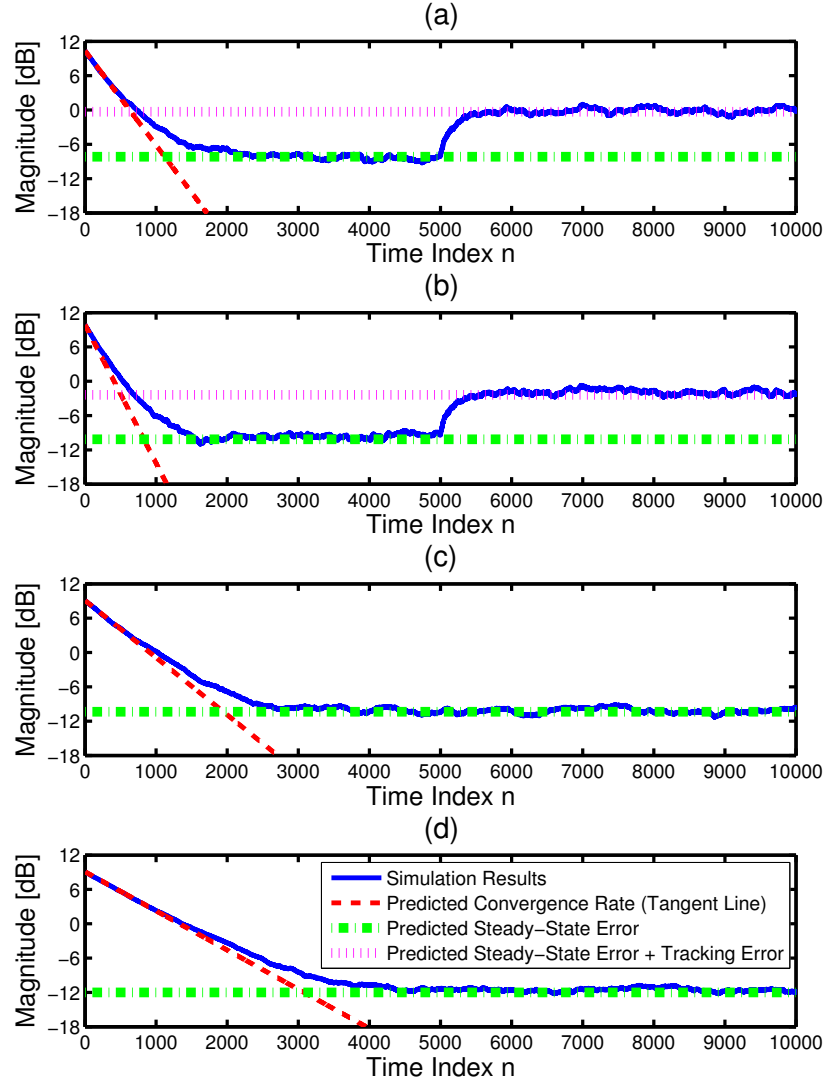 (a)
Magnitude [dB]
12
6
0
−6
−12
−18
0 1000 2000 3000 4000 5000 6000 7000 8000 9000 10000
Time Index n
(b)
Magnitude [dB]
12
6
0
−6
−12
−18
0 1000 2000 3000 4000 5000 6000 7000 8000 9000 10000
Time Index n
(c)
Magnitude [dB]
12
6
0
−6
−12
−18
0 1000 2000 3000 4000 5000 6000 7000 8000 9000 10000
Time Index n
(d)
Magnitude [dB]
12
6
0
−6
−12
−18
Simulation Results
Predicted Convergence Rate (Tangent Line)
Predicted Steady−State Error
Predicted Steady−State Error + Tracking Error
0 1000 2000 3000 4000 5000 6000 7000 8000 9000 10000
Time Index n